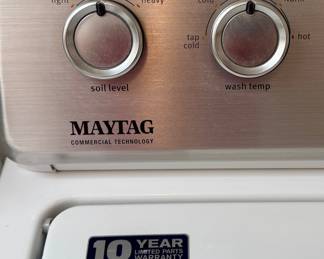 light heavy
cold warm
tap
cold
hot
soil level
wash temp
MAYTAG
COMMERCIAL TECHNOLOGY
10 YEAR
LIMITED PARTS
WARRANTY